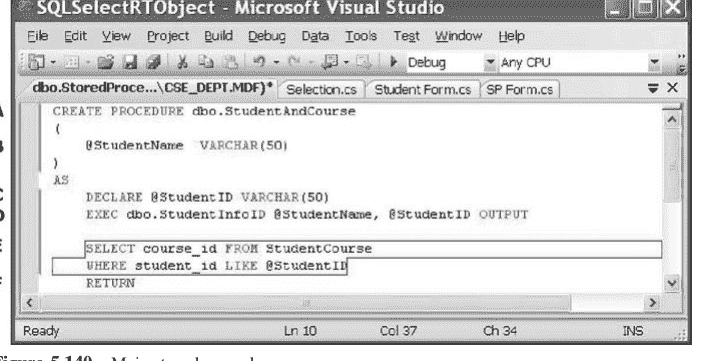 SQLSelectRTObject - Microsoft Visual Studio
File Edit View Project Build Debug Data Tools Test Window Help
Debug Any CPU
dbo.StoredProce...\CSE_DEPT.MDF)* Selection.cs Student Form.cs SP Form.cs
CREATE PROCEDURE dbo.StudentAndCourse
(
@StudentName VARCHAR(50)
)
AS
DECLARE @StudentID VARCHAR(50)
EXEC dbo.StudentInfoID @StudentName, @StudentID OUTPUT
SELECT course_id FROM StudentCourse
WHERE student_id LIKE @StudentID
RETURN
Ready Ln 10 Col 37 Ch 34 INS